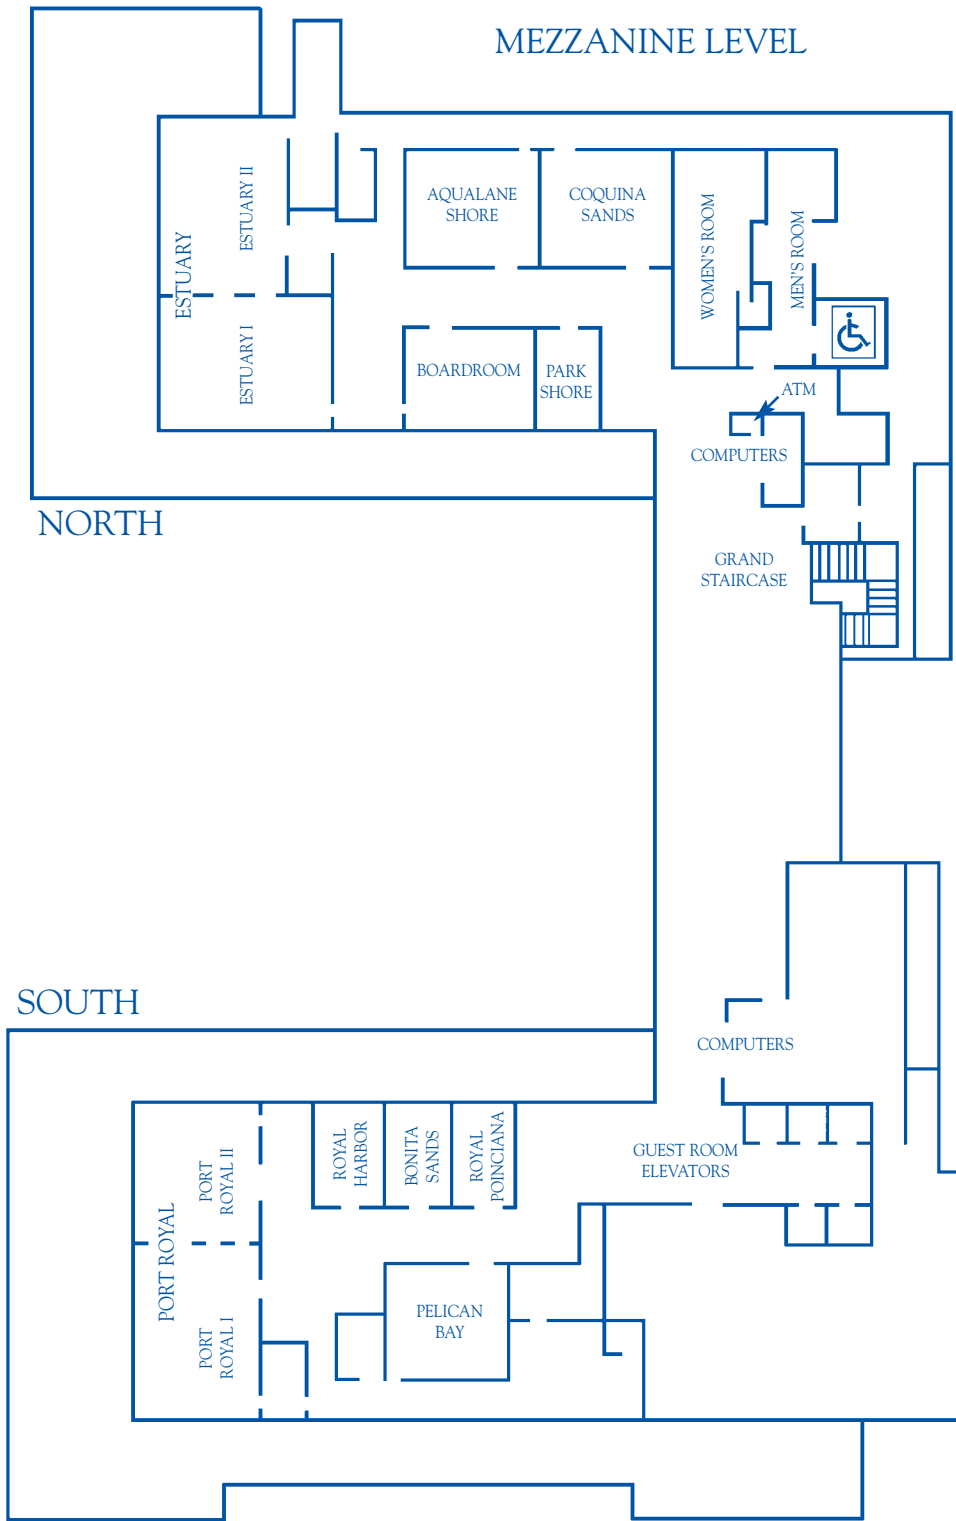 MEZZANINE LEVEL
ESTUARY II
ESTUARY
ESTUARY I
AQUALANE
SHORE
COQUINA
SANDS
WOMEN'S ROOM
MEN'S ROOM
BOARDROOM
PARK
SHORE
ATM
COMPUTERS
NORTH
GRAND
STAIRCASE
SOUTH
COMPUTERS
PORT
ROYAL II
PORT ROYAL
PORT
ROYAL I
ROYAL
HARBOR
BONITA
SANDS
ROYAL
POINCIANA
GUEST ROOM
ELEVATORS
PELICAN
BAY